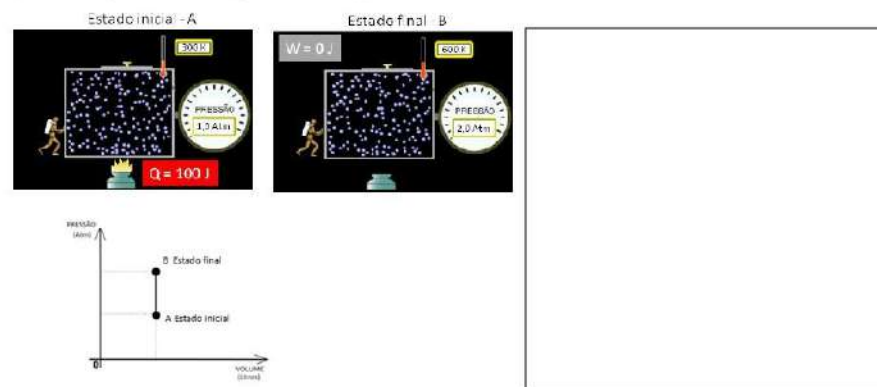 Estado inicial - A
300 K
PRESSÃO
1,0 Atm
Q = 100 J
Estado final - B
W = 0 J
600 K
PRESSÃO
2,0 Atm
PRESSÃO
(Atm)
B Estado final
A Estado inicial
0
VOLUME